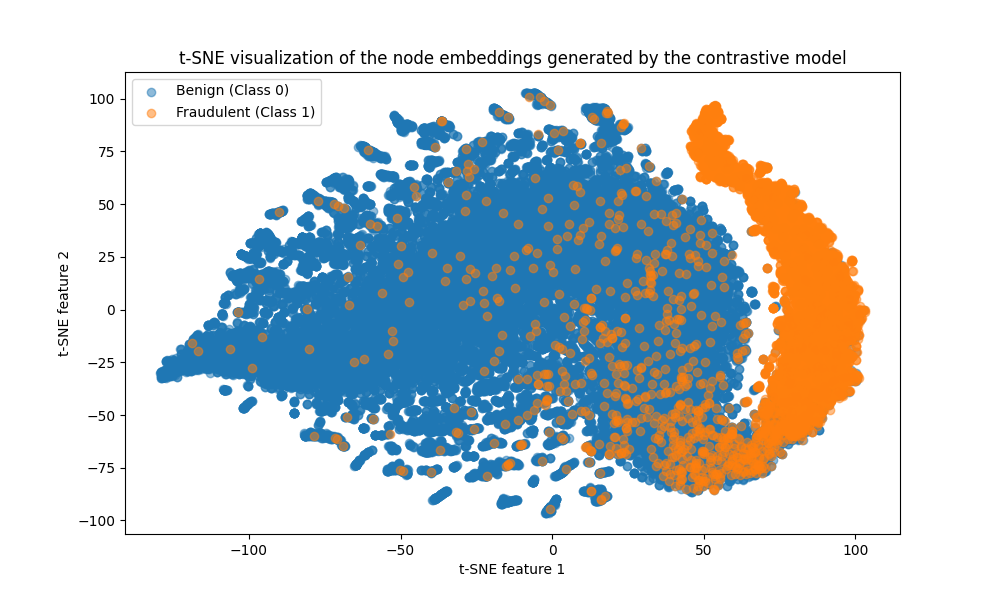 t-SNE visualization of the node embeddings generated by the contrastive model
Benign (Class 0)
Fraudulent (Class 1)
100
75
50
25
0
−25
−50
−75
−100
t-SNE feature 2
−100
−50
0
50
100
t-SNE feature 1